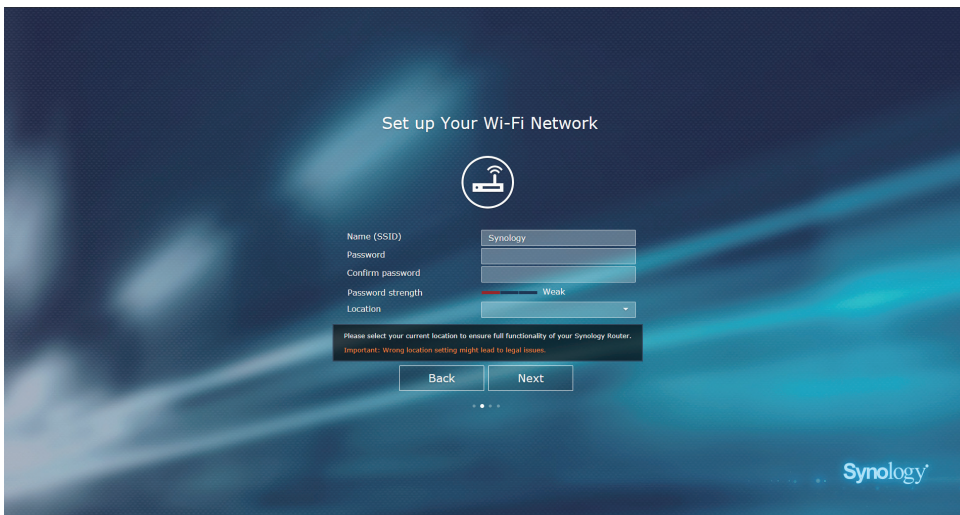 Set up Your Wi-Fi Network
Name (SSID)
Synology
Password
Confirm password
Password strength
Weak
Location
Please select your current location to ensure full functionality of your Synology Router.
Important: Wrong location setting might lead to legal issues.
Back
Next
Synology